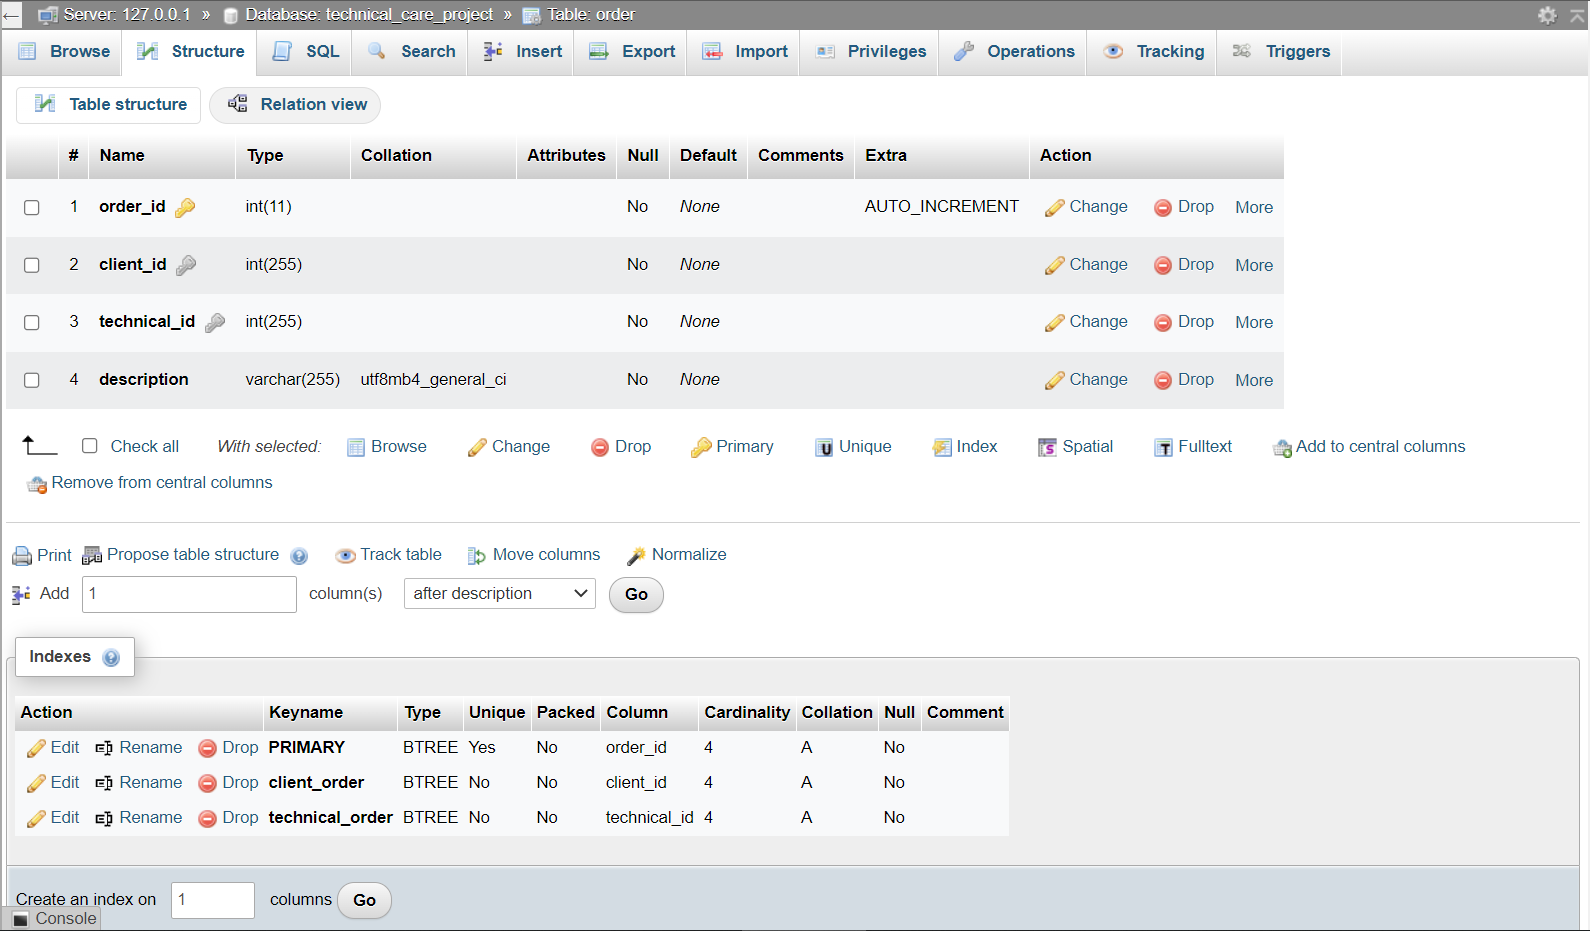 Server: 127.0.0.1 » Database: technical_care_project » Table: order
Browse Structure SQL Search Insert Export Import Privileges Operations Tracking Triggers
Table structure Relation view
# Name Type Collation Attributes Null Default Comments Extra Action
1 order_id int(11) No None AUTO_INCREMENT Change Drop More
2 client_id int(255) No None Change Drop More
3 technical_id int(255) No None Change Drop More
4 description varchar(255) utf8mb4_general_ci No None Change Drop More
Check all With selected: Browse Change Drop Primary Unique Index Spatial Fulltext Add to central columns
Remove from central columns
Print Propose table structure Track table Move columns Normalize
Add 1 column(s) after description Go
Indexes
Action Keyname Type Unique Packed Column Cardinality Collation Null Comment
Edit Rename Drop PRIMARY BTREE Yes No order_id 4 A No
Edit Rename Drop client_order BTREE No No client_id 4 A No
Edit Rename Drop technical_order BTREE No No technical_id 4 A No
Create an index on 1 columns Go
Console